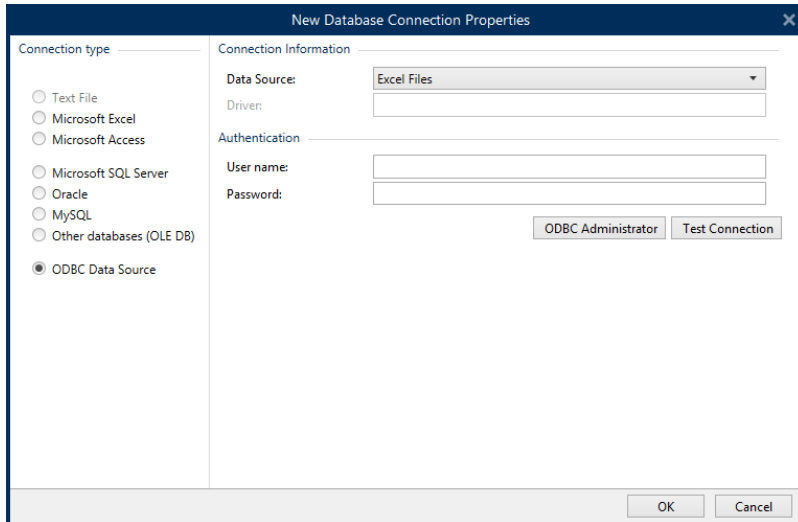 New Database Connection Properties
Connection type
Text File
Microsoft Excel
Microsoft Access
Microsoft SQL Server
Oracle
MySQL
Other databases (OLE DB)
ODBC Data Source
Connection Information
Data Source: Excel Files
Driver:
Authentication
User name:
Password:
ODBC Administrator Test Connection
OK Cancel